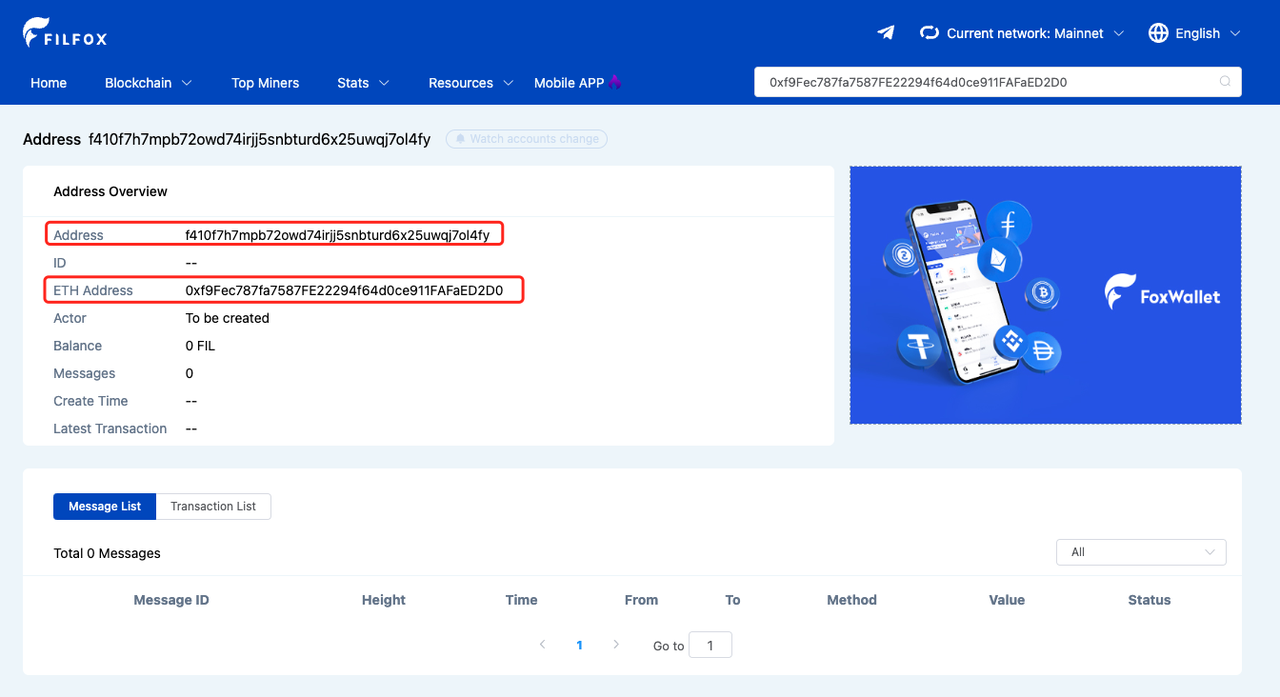 FILFOX
Current network: Mainnet
English
Home
Blockchain
Top Miners
Stats
Resources
Mobile APP
0xf9Fec787fa7587FE22294f64d0ce911FAFaED2D0
Address f410f7h7mpb72owd74irjj5snbturd6x25uwqj7ol4fy
Watch accounts change
Address Overview
Address f410f7h7mpb72owd74irjj5snbturd6x25uwqj7ol4fy
ID --
ETH Address 0xf9Fec787fa7587FE22294f64d0ce911FAFaED2D0
Actor To be created
Balance 0 FIL
Messages 0
Create Time --
Latest Transaction --
FoxWallet
Message List
Transaction List
Total 0 Messages
All
Message ID Height Time From To Method Value Status
1
Go to 1